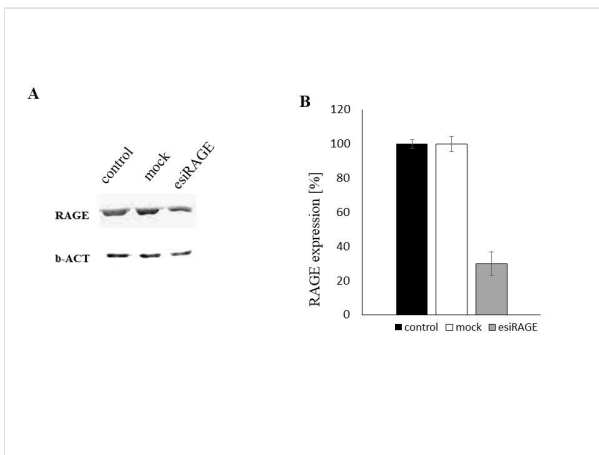 A
control
mock
esiRAGE
RAGE
b-ACT
B
RAGE expression [%]
120
100
80
60
40
20
0
control mock esiRAGE